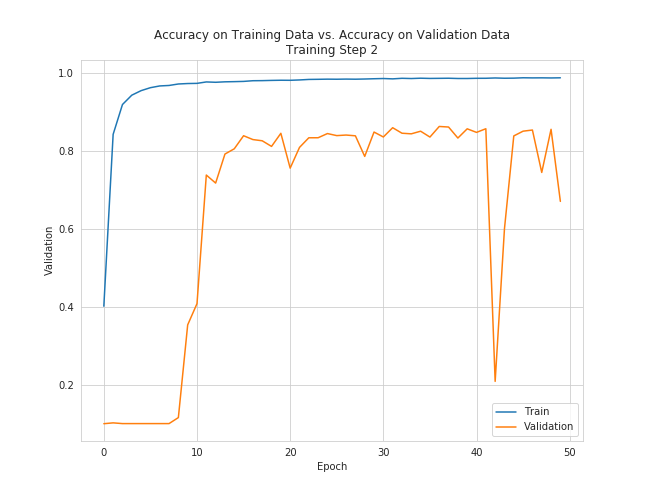 Accuracy on Training Data vs. Accuracy on Validation Data
Training Step 2
1.0
0.8
0.6
0.4
0.2
Validation
0 10 20 30 40 50
Epoch
Train
Validation